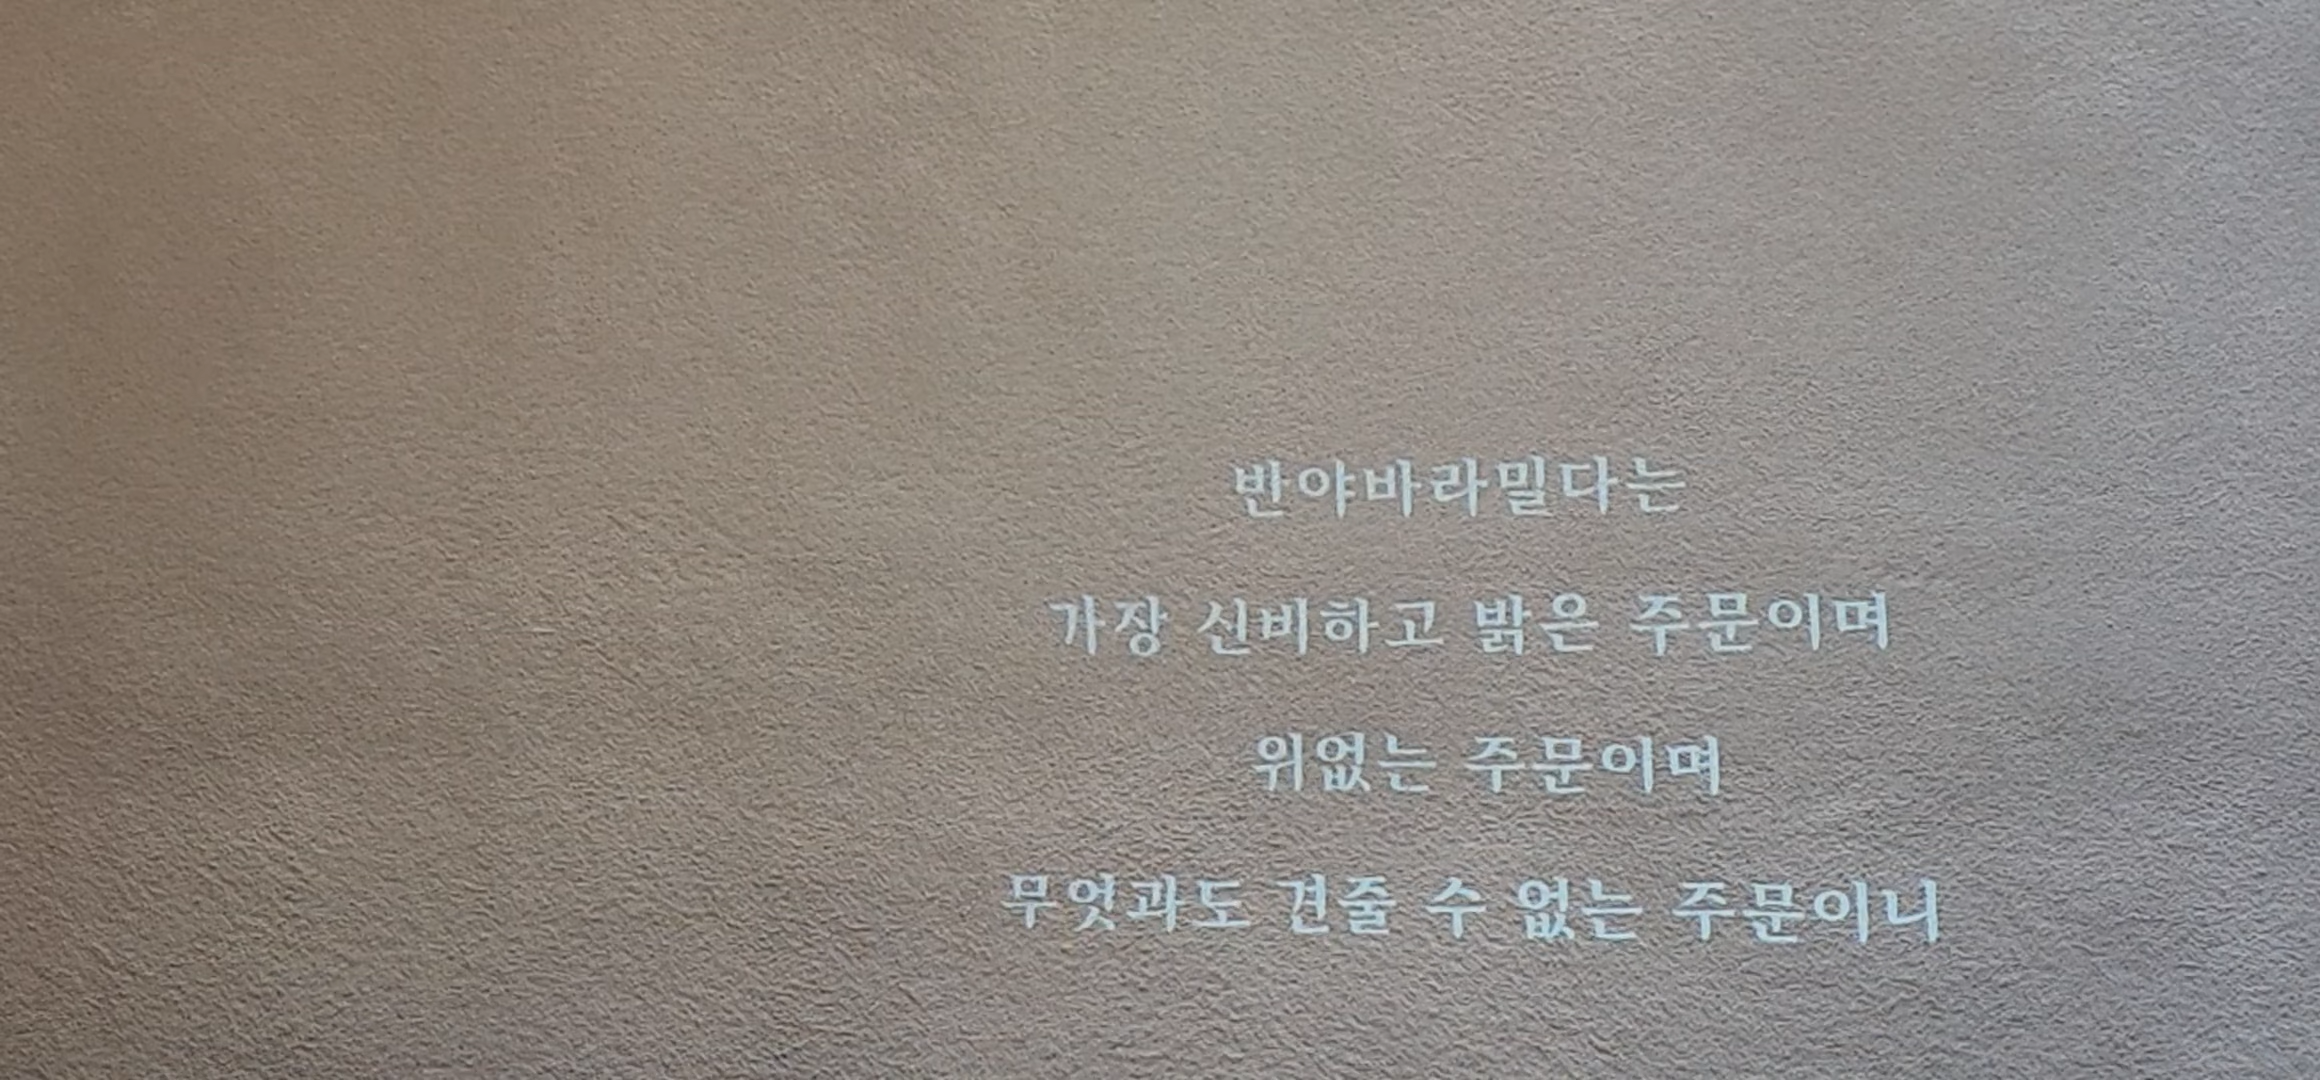 반야바라밀다는
가장 신비하고 밝은 주문이며
위없는 주문이며
무엇과도 견줄 수 없는 주문이니